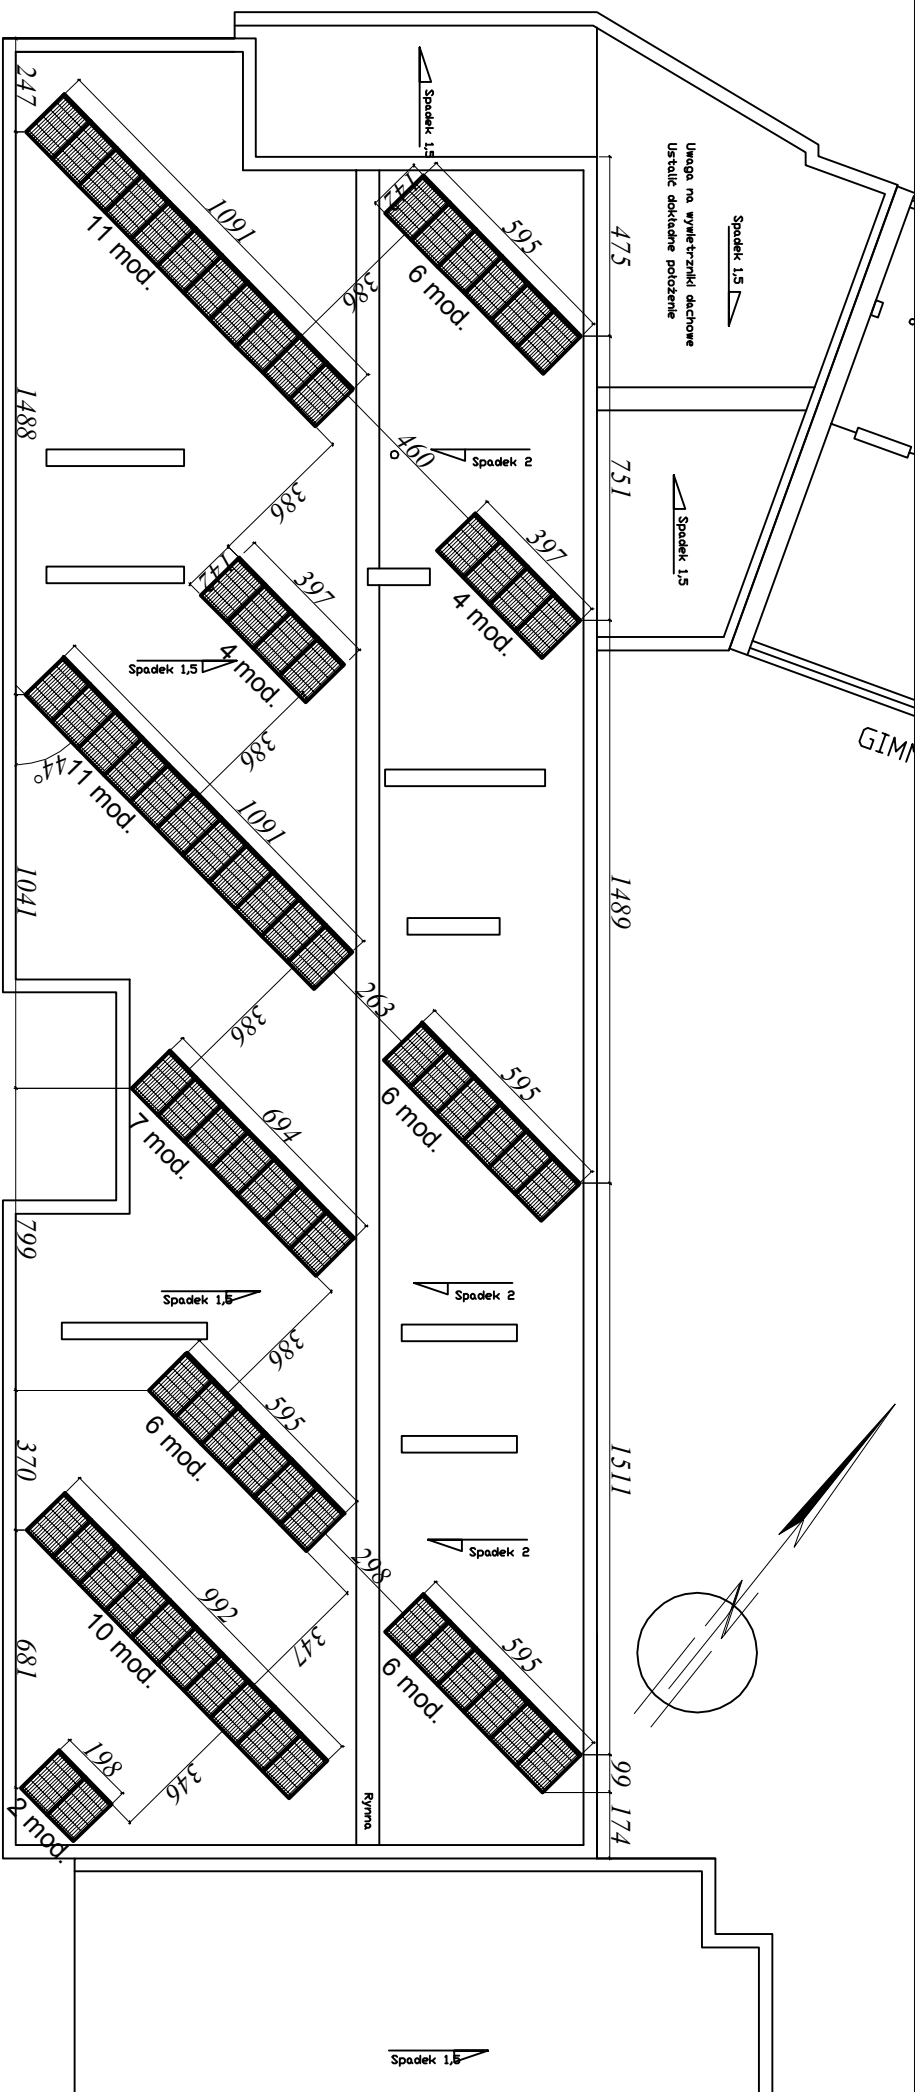 Spadek 1,5
Uwaga na wywietrzniki dachowe
Ustalić dokładne położenie
Spadek 1,5
247
1091
11 mod.
142
595
6 mod.
386
475
1488
460
Spadek 2
751
Spadek 1,5
386
142
397
4 mod.
397
4 mod.
Spadek 1,5
386
GIM
44°
11 mod.
1091
1041
1489
263
386
595
6 mod.
694
7 mod.
799
Spadek 1,5
Spadek 2
386
595
6 mod.
370
1511
Spadek 2
298
992
10 mod.
347
595
6 mod.
681
198
2 mod.
346
Rynna
99
174
Spadek 1,5